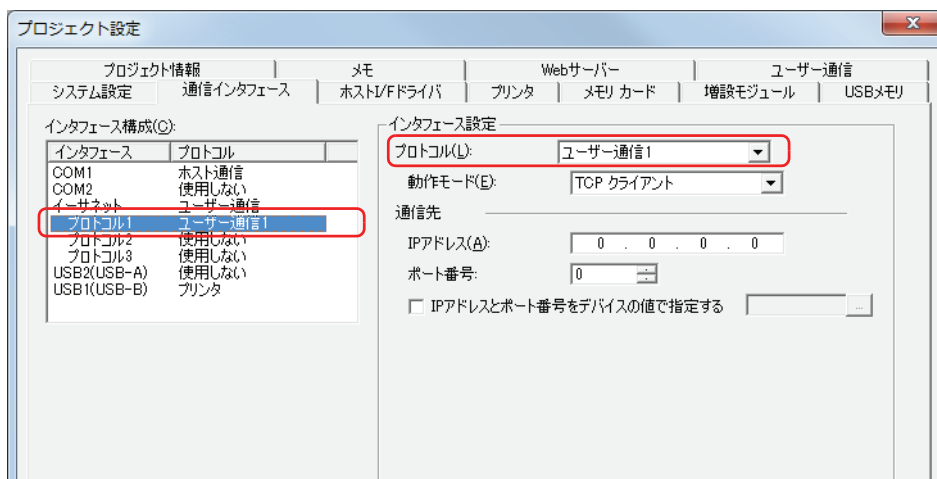 プロジェクト設定
プロジェクト情報 メモ Webサーバー ユーザー通信
システム設定 通信インタフェース ホストI/Fドライバ プリンタ メモリ カード 増設モジュール USBメモリ
インタフェース構成(C):
インタフェース プロトコル
COM1 ホスト通信
COM2 使用しない
イーサネット ユーザー通信
プロトコル1 ユーザー通信1
プロトコル2 使用しない
プロトコル3 使用しない
USB2(USB-A) 使用しない
USB1(USB-B) プリンタ
インタフェース設定
プロトコル(L): ユーザー通信1
動作モード(E): TCP クライアント
通信先
IPアドレス(A): 0 . 0 . 0 . 0
ポート番号: 0
IPアドレスとポート番号をデバイスの値で指定する ...